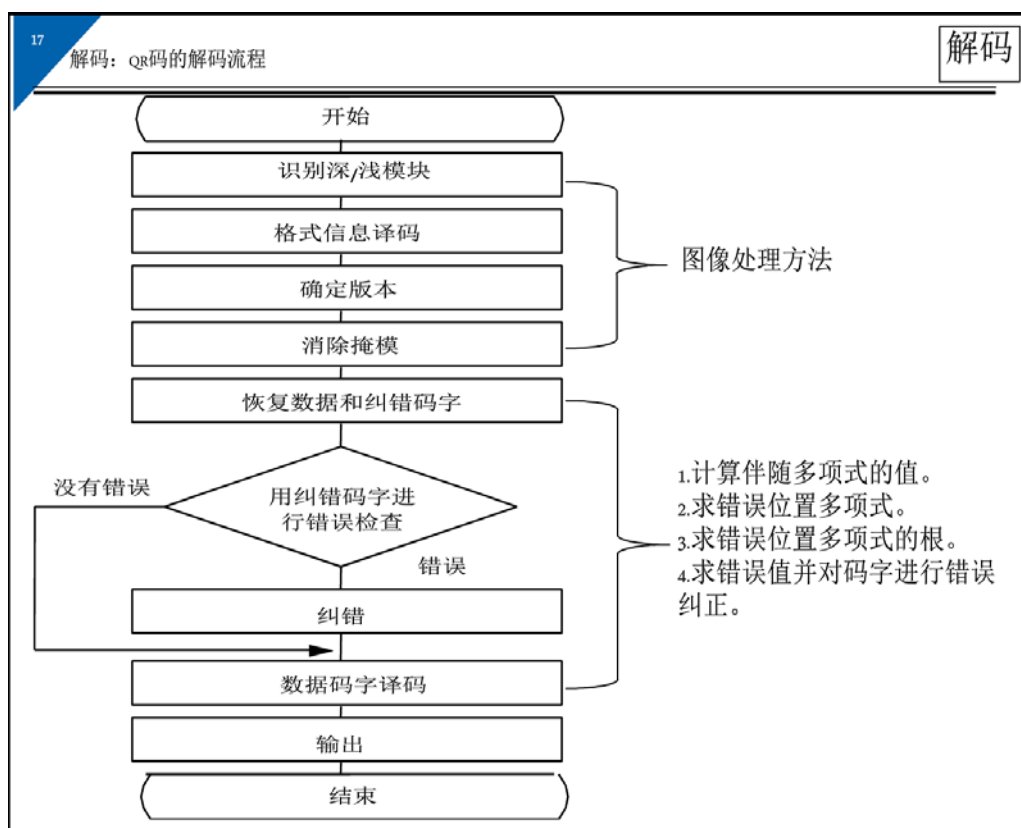 17
解码：QR码的解码流程
解码
开始
识别深/浅模块
格式信息译码
确定版本
消除掩模
图像处理方法
恢复数据和纠错码字
没有错误
用纠错码字进
行错误检查
错误
纠错
数据码字译码
输出
结束
1.计算伴随多项式的值。
2.求错误位置多项式。
3.求错误位置多项式的根。
4.求错误值并对码字进行错误
纠正。